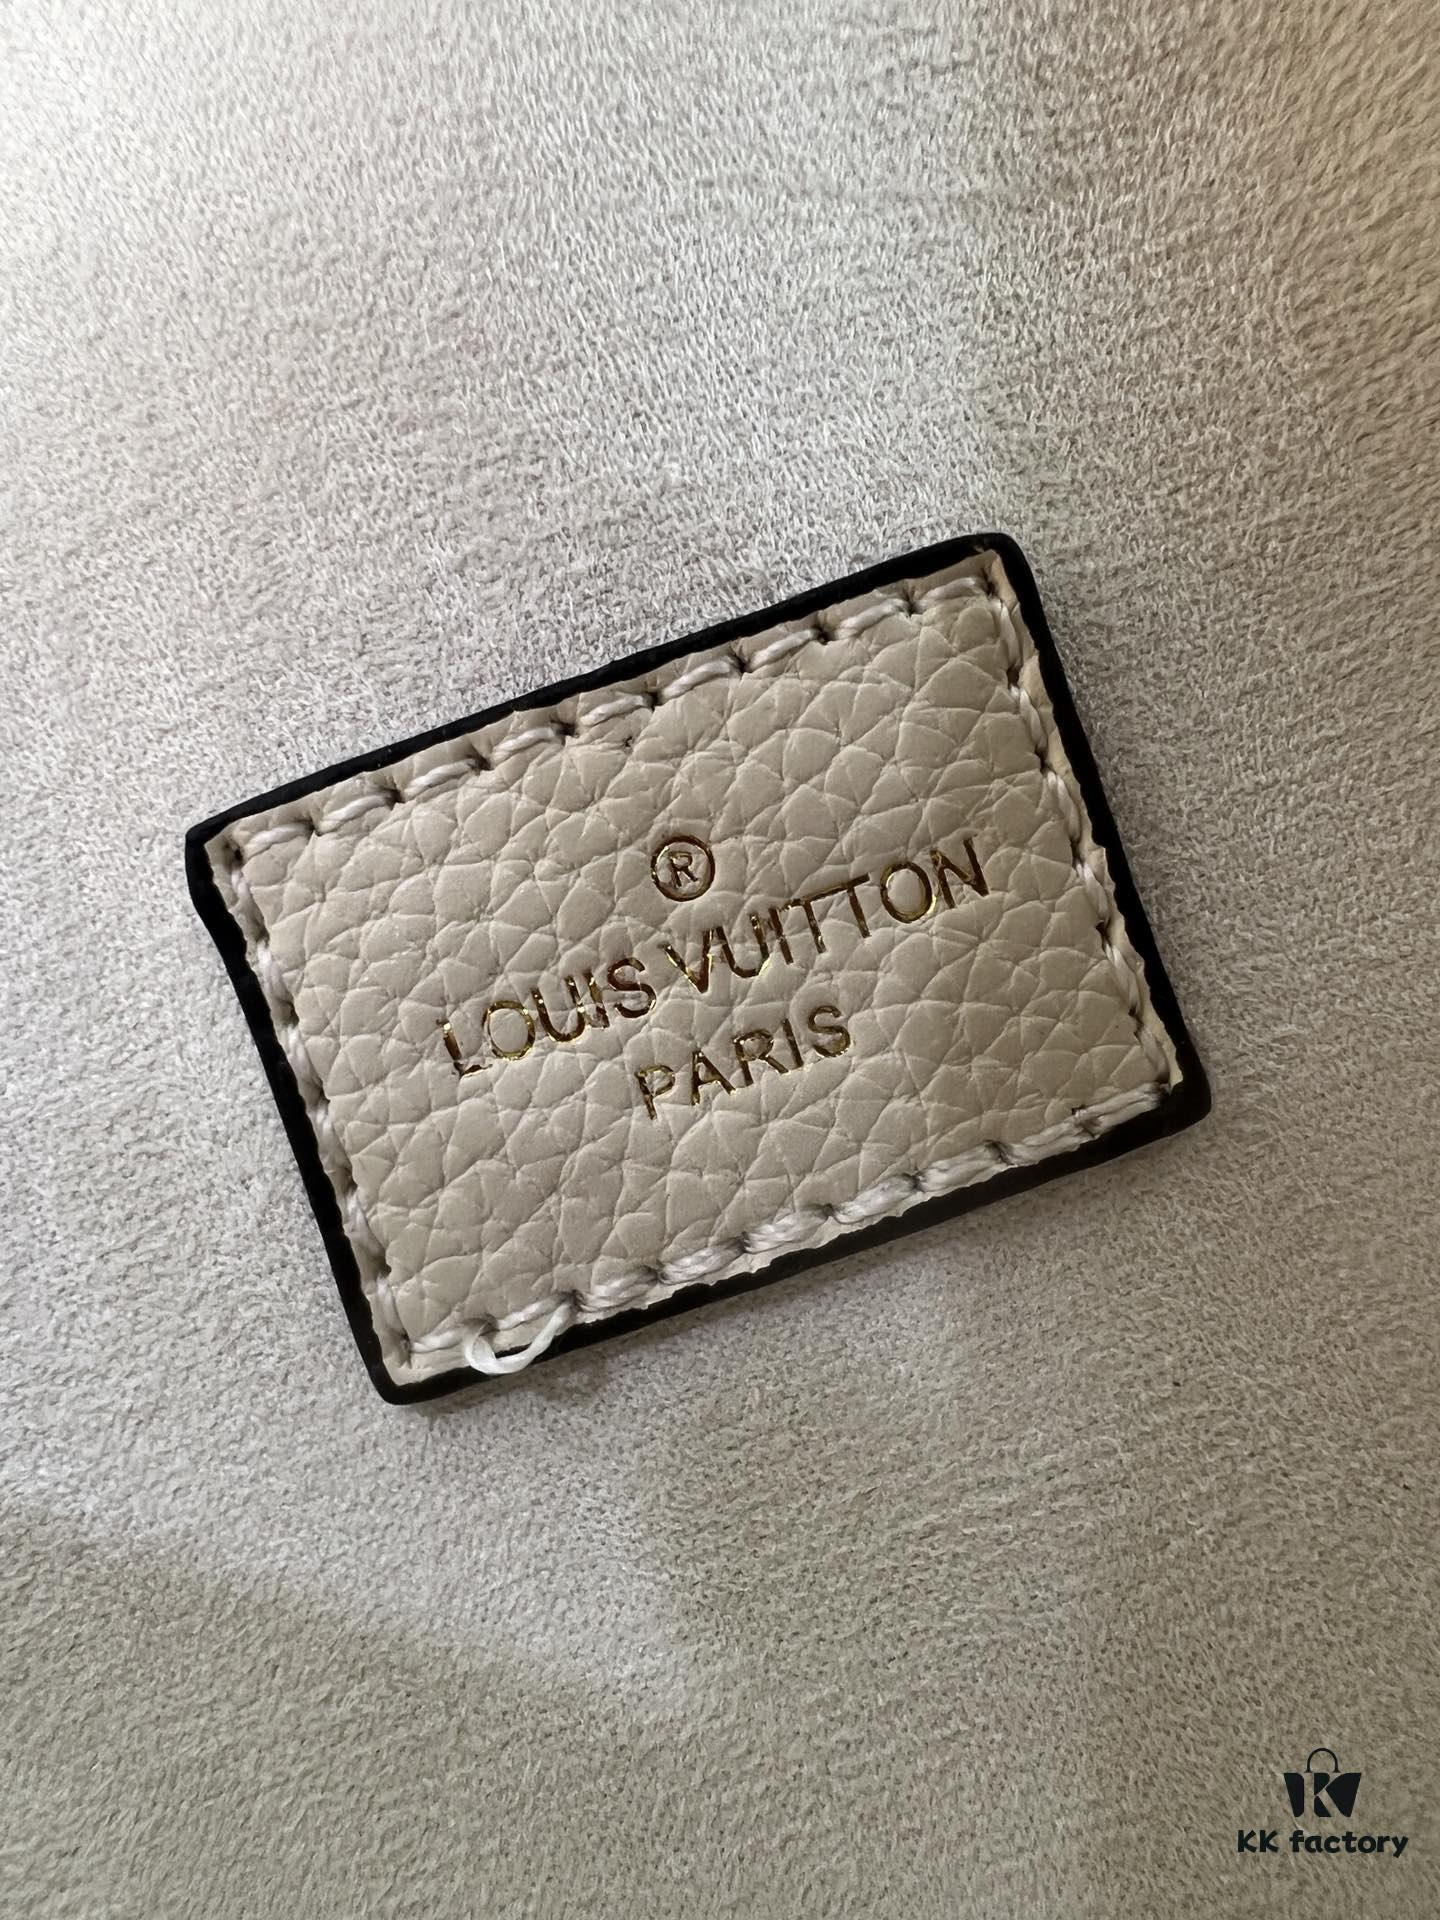 ®
LOUIS VUITTON
PARIS
KK factory